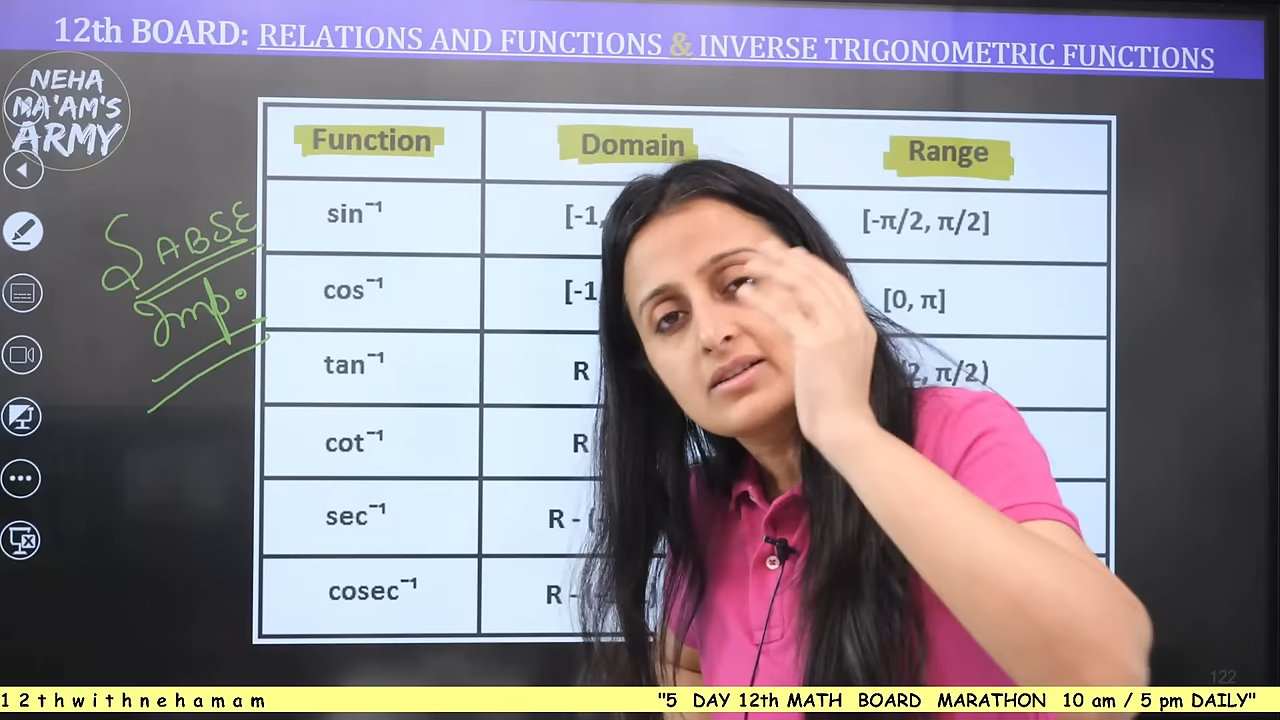 12th BOARD: RELATIONS AND FUNCTIONS & INVERSE TRIGONOMETRIC FUNCTIONS
NEHA
MA'AM'S
ARMY
SABSE
Imp.
Function Domain Range
sin⁻¹ [-1, [-π/2, π/2]
cos⁻¹ [-1 [0, π]
tan⁻¹ R 2, π/2)
cot⁻¹ R
sec⁻¹ R - (
cosec⁻¹ R -
122
12thwithnehamam "5 DAY 12th MATH BOARD MARATHON 10 am / 5 pm DAILY"